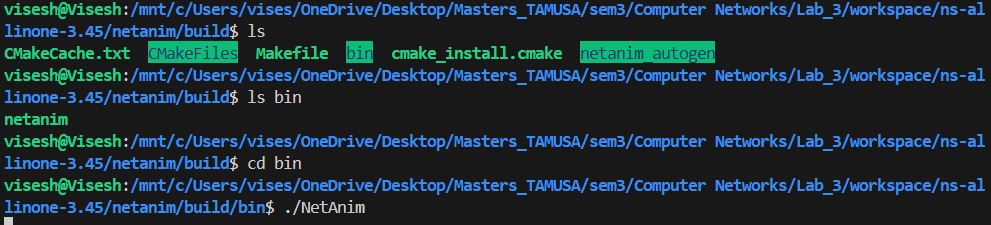 visesh@Visesh:/mnt/c/Users/vises/OneDrive/Desktop/Masters_TAMUSA/sem3/Computer Networks/Lab_3/workspace/ns-al
linone-3.45/netanim/build$ ls
CMakeCache.txt CMakeFiles Makefile bin cmake_install.cmake netanim_autogen
visesh@Visesh:/mnt/c/Users/vises/OneDrive/Desktop/Masters_TAMUSA/sem3/Computer Networks/Lab_3/workspace/ns-al
linone-3.45/netanim/build$ ls bin
netanim
visesh@Visesh:/mnt/c/Users/vises/OneDrive/Desktop/Masters_TAMUSA/sem3/Computer Networks/Lab_3/workspace/ns-al
linone-3.45/netanim/build$ cd bin
visesh@Visesh:/mnt/c/Users/vises/OneDrive/Desktop/Masters_TAMUSA/sem3/Computer Networks/Lab_3/workspace/ns-al
linone-3.45/netanim/build/bin$ ./NetAnim